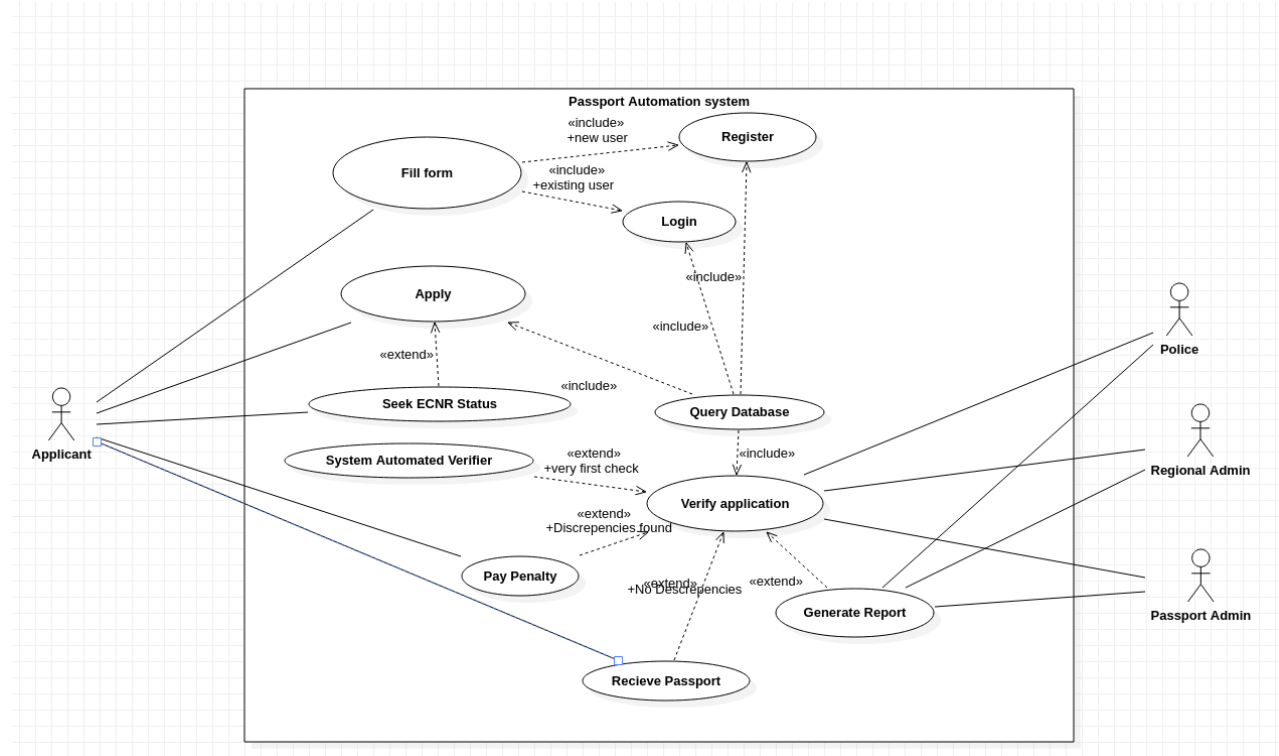 Passport Automation system
«include»
+new user
Register
Fill form
«include»
+existing user
Login
«include»
Apply
«include»
«extend»
«include»
Seek ECNR Status
Query Database
Police
Applicant
System Automated Verifier
«extend»
+very first check
«include»
Regional Admin
Verify application
«extend»
+Discrepencies found
Pay Penalty
«extend»
+No Descrepencies
«extend»
Generate Report
Passport Admin
Recieve Passport